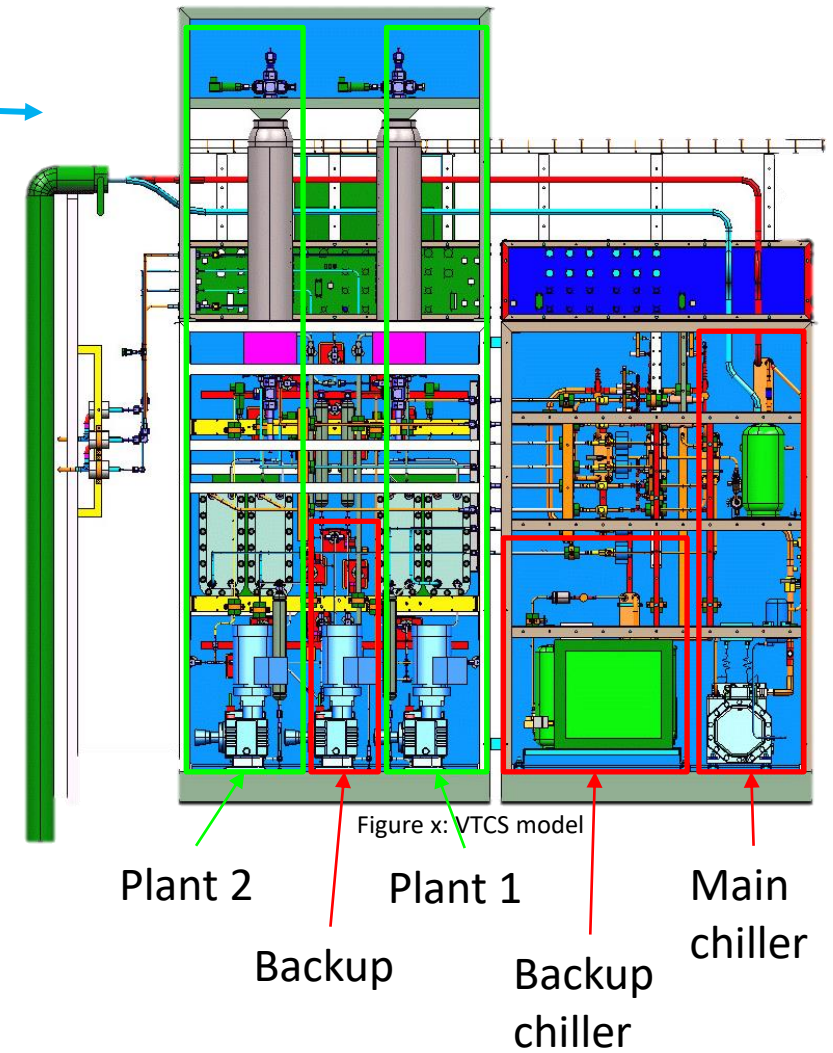 Figure x: VTCS model
Plant 2
Plant 1
Main
chiller
Backup
Backup
chiller